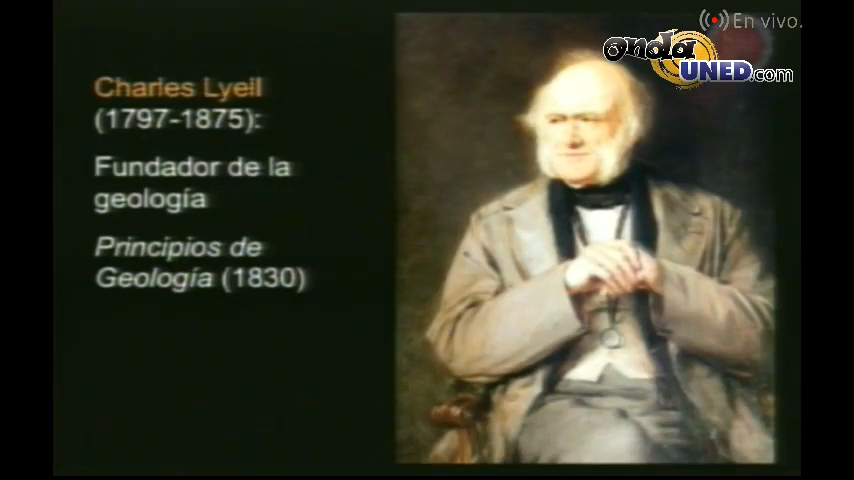 Charles Lyell
(1797-1875):
Fundador de la
geología
Principios de
Geología (1830)
En vivo.
onda
UNED.com